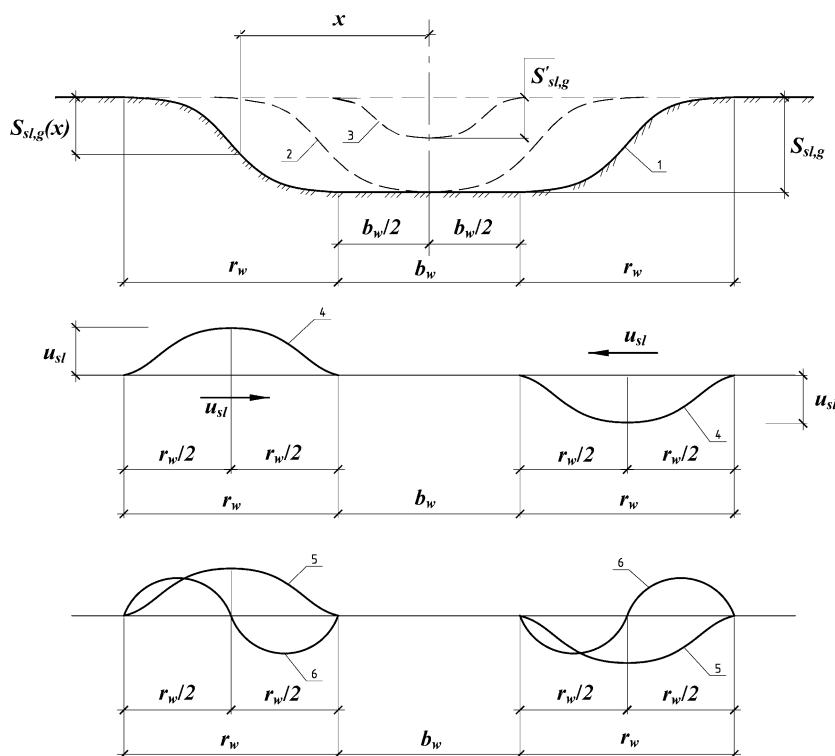 x
S'sl,g
Ssl,g(x)
3
2
1
Ssl,g
bw/2 bw/2
rw bw rw
4
usl
usl
usl
usl
4
rw/2 rw/2 rw/2 rw/2
rw bw rw
5
6
6
5
rw/2 rw/2 rw/2 rw/2
rw bw rw